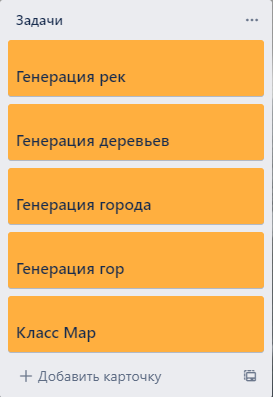 Задачи
Генерация рек
Генерация деревьев
Генерация города
Генерация гор
Класс Map
Добавить карточку